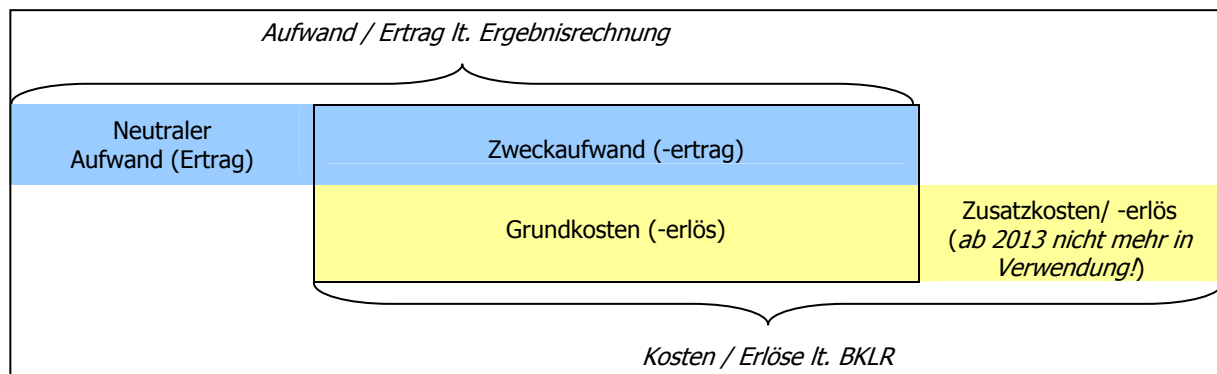 Aufwand / Ertrag lt. Ergebnisrechnung
Neutraler
Aufwand (Ertrag)
Zweckaufwand (-ertrag)
Grundkosten (-erlös)
Zusatzkosten/ -erlös
(ab 2013 nicht mehr in
Verwendung!)
Kosten / Erlöse lt. BKLR